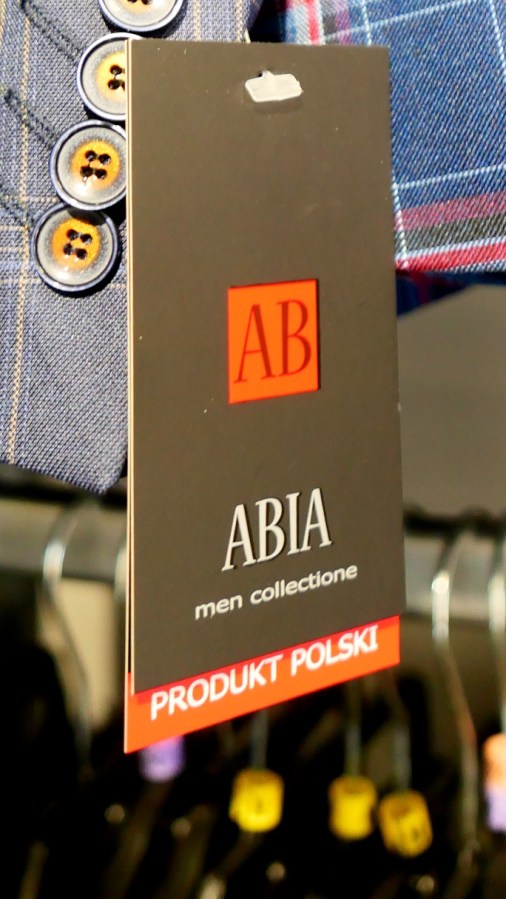 AB
ABIA
men collectione
PRODUKT POLSKI